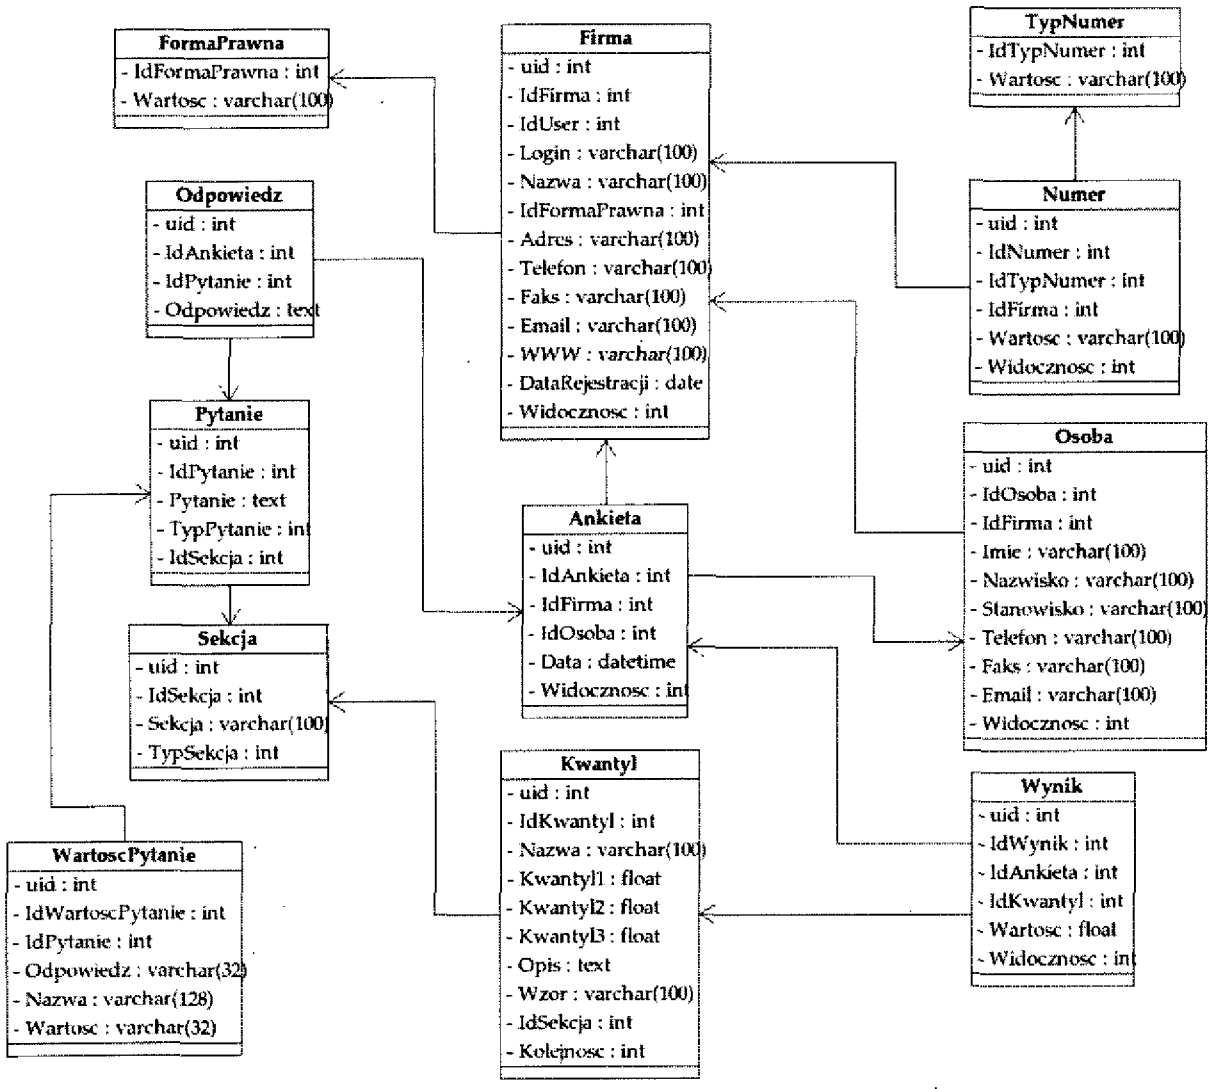 FormaPrawna
- IdFormaPrawna : int
- Wartosc : varchar(100)
Firma
- uid : int
- IdFirma : int
- IdUser : int
- Login : varchar(100)
- Nazwa : varchar(100)
- IdFormaPrawna : int
- Adres : varchar(100)
- Telefon : varchar(100)
- Faks : varchar(100)
- Email : varchar(100)
- WWW : varchar(100)
- DataRejestracji : date
- Widocznosc : int
TypNumer
- IdTypNumer : int
- Wartosc : varchar(100)
Odpowiedz
- uid : int
- IdAnkieta : int
- IdPytanie : int
- Odpowiedz : text
Numer
- uid : int
- IdNumer : int
- IdTypNumer : int
- IdFirma : int
- Wartosc : varchar(100)
- Widocznosc : int
Pytanie
- uid : int
- IdPytanie : int
- Pytanie : text
- TypPytanie : int
- IdSekcja : int
Osoba
- uid : int
- IdOsoba : int
- IdFirma : int
- Imie : varchar(100)
- Nazwisko : varchar(100)
- Stanowisko : varchar(100)
- Telefon : varchar(100)
- Faks : varchar(100)
- Email : varchar(100)
- Widocznosc : int
Ankieta
- uid : int
- IdAnkieta : int
- IdFirma : int
- IdOsoba : int
- Data : datetime
- Widocznosc : int
Sekcja
- uid : int
- IdSekcja : int
- Sekcja : varchar(100)
- TypSekcja : int
Kwantyl
- uid : int
- IdKwantyl : int
- Nazwa : varchar(100)
- Kwantyl1 : float
- Kwantyl2 : float
- Kwantyl3 : float
- Opis : text
- Wzor : varchar(100)
- IdSekcja : int
- Kolejnosc : int
Wynik
- uid : int
- IdWynik : int
- IdAnkieta : int
- IdKwantyl : int
- Wartosc : float
- Widocznosc : int
WartoscPytanie
- uid : int
- IdWartoscPytanie : int
- IdPytanie : int
- Odpowiedz : varchar(32)
- Nazwa : varchar(128)
- Wartosc : varchar(32)